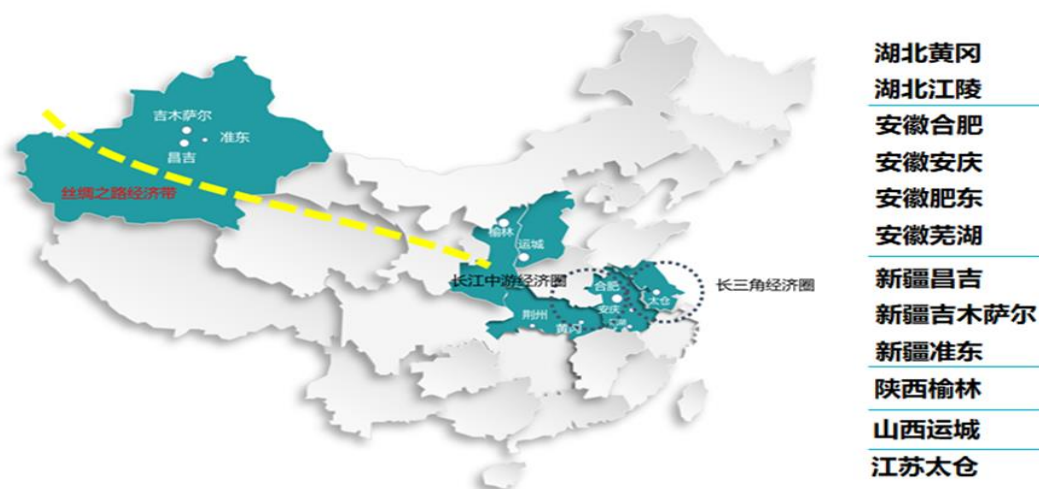 吉木萨尔
准东
昌吉
丝绸之路经济带
榆林
运城
长江中游经济圈
合肥
太仓
长三角经济圈
安庆
荆州
黄冈
湖北黄冈
湖北江陵
安徽合肥
安徽安庆
安徽肥东
安徽芜湖
新疆昌吉
新疆吉木萨尔
新疆准东
陕西榆林
山西运城
江苏太仓